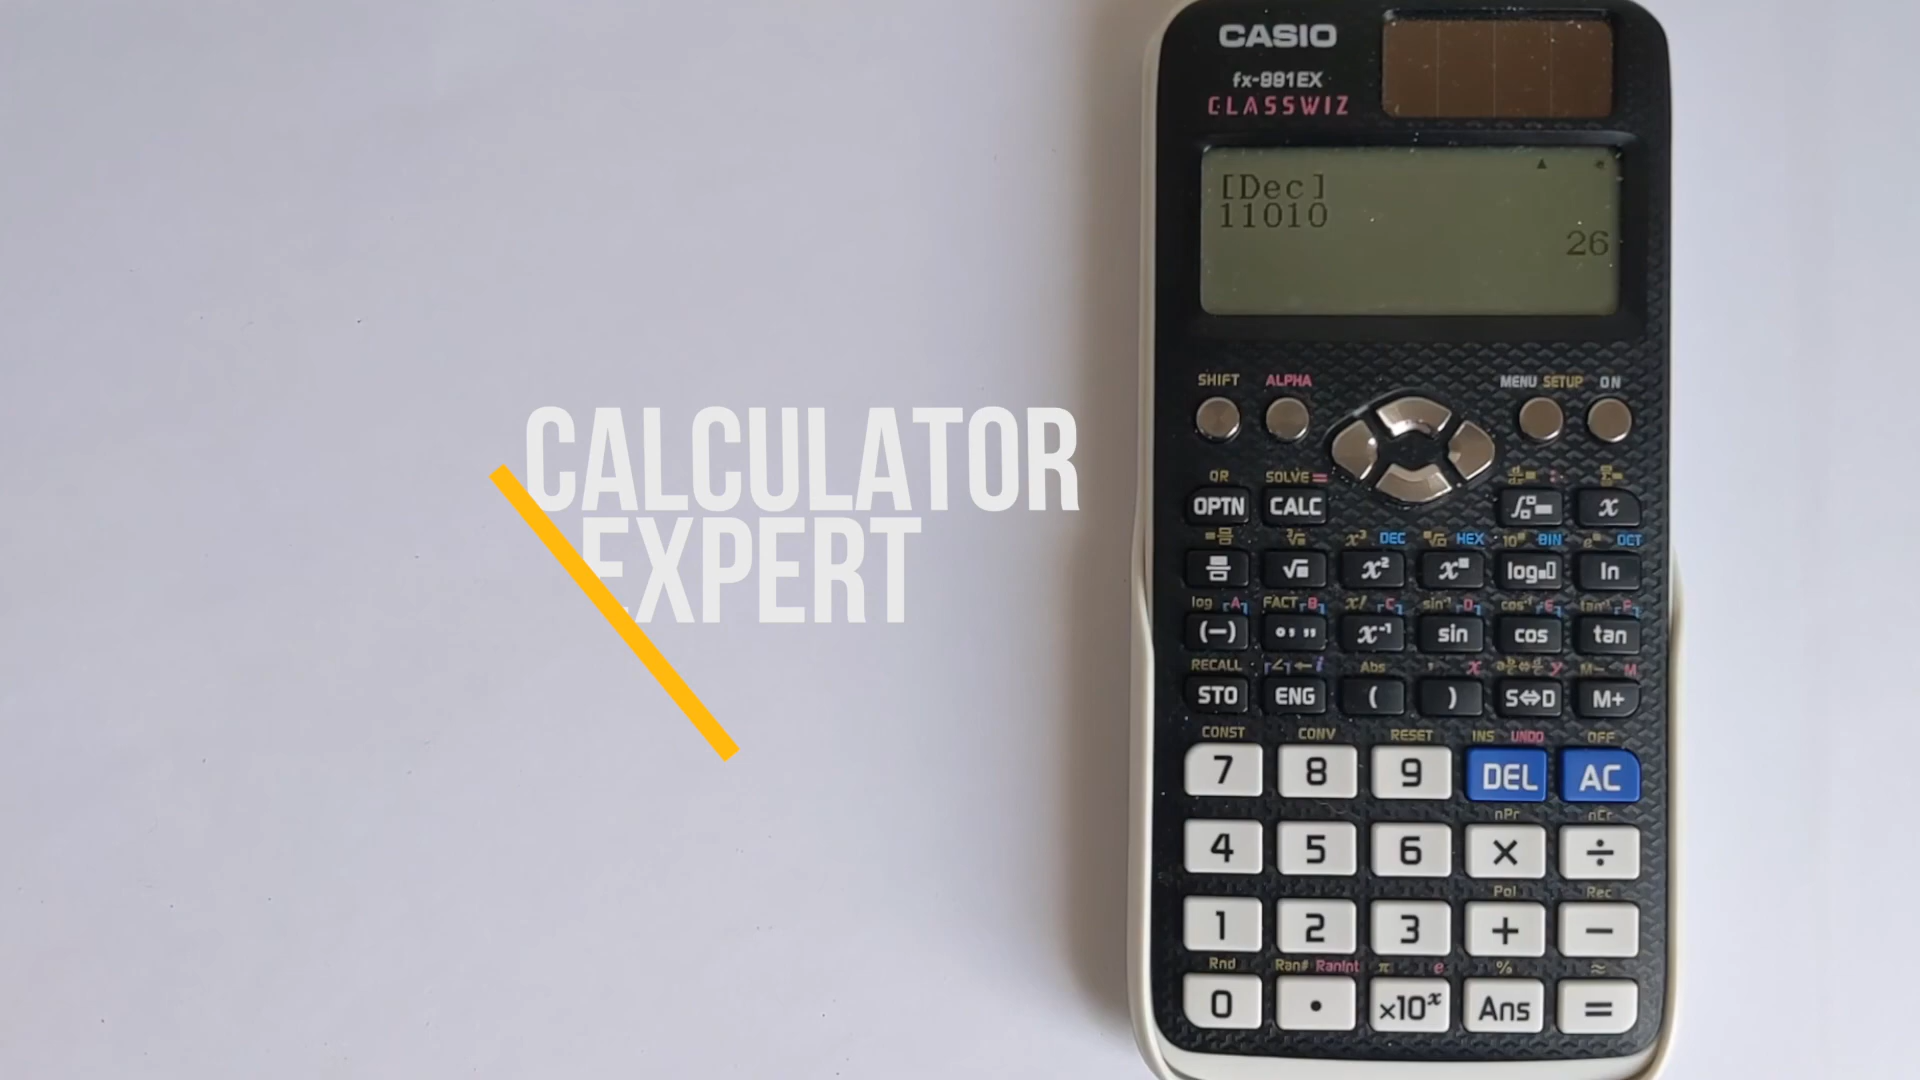 CALCULATOR
EXPERT
CASIO
fx-991EX
CLASSWIZ
[Dec]
11010
26
SHIFT ALPHA MENU SETUP ON
QR SOLVE =
OPTN CALC x
x³ DEC HEX BIN OCT
√ x² ln
log A FACT B x! C sin⁻¹ D cos⁻¹ E tan⁻¹ F
(−) x⁻¹ sin cos tan
RECALL ∠ i Abs , x y M− M
STO ENG ( ) S⇔D M+
CONST CONV RESET INS UNDO OFF
7 8 9 DEL AC
nPr nCr
4 5 6 × ÷
Pol Rec
1 2 3 + −
Rnd Ran# RanInt π e % ≈
0 • ×10ˣ Ans =